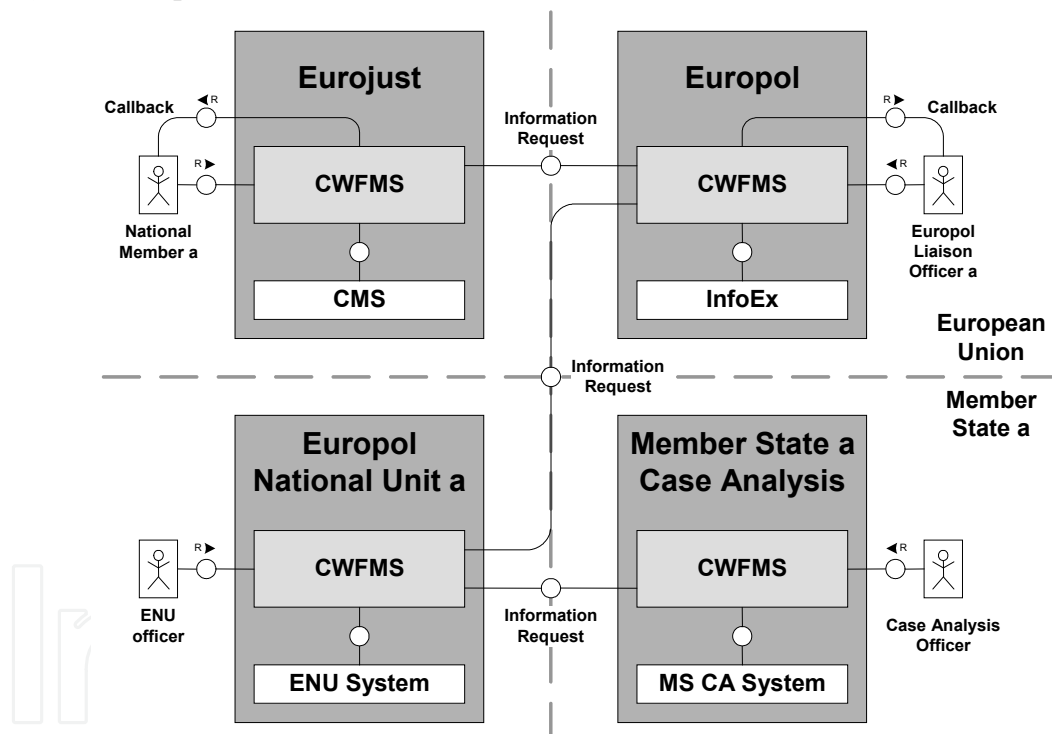 Eurojust
Europol
Callback
R
R
Callback
Information
Request
R
R
CWFMS
CWFMS
National
Member a
Europol
Liaison
Officer a
CMS
InfoEx
European
Union
Information
Request
Member
State a
Europol
National Unit a
Member State a
Case Analysis
R
R
CWFMS
CWFMS
ENU
officer
Information
Request
Case Analysis
Officer
ENU System
MS CA System